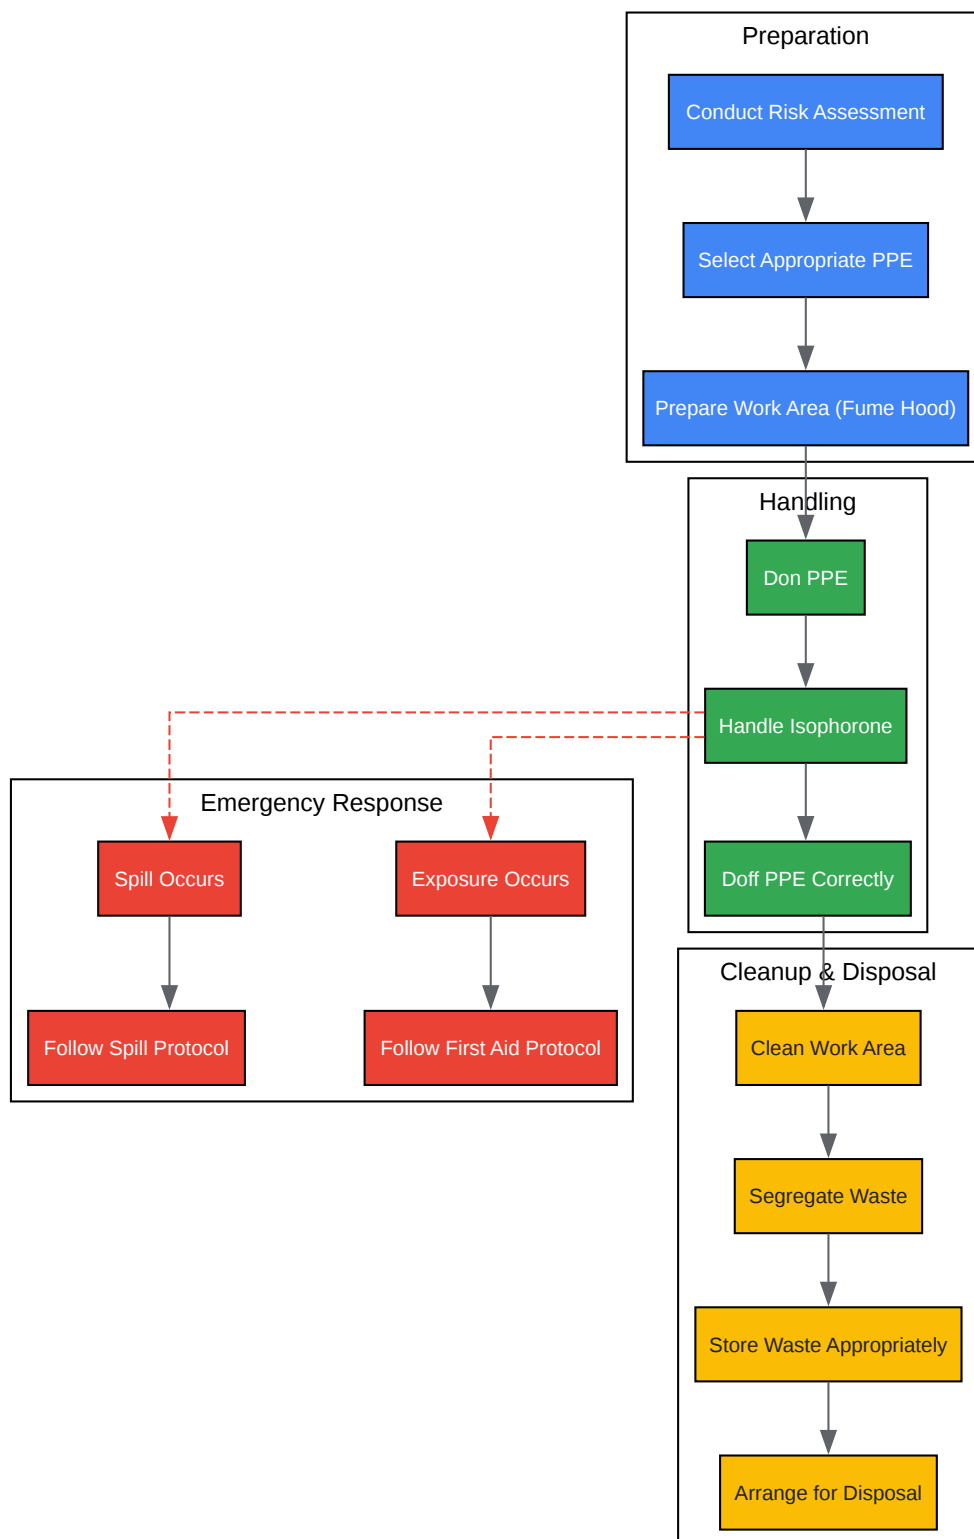 Preparation
Conduct Risk Assessment
Select Appropriate PPE
Prepare Work Area (Fume Hood)
Handling
Don PPE
Handle Isophorone
Doff PPE Correctly
Emergency Response
Spill Occurs
Exposure Occurs
Follow Spill Protocol
Follow First Aid Protocol
Cleanup & Disposal
Clean Work Area
Segregate Waste
Store Waste Appropriately
Arrange for Disposal